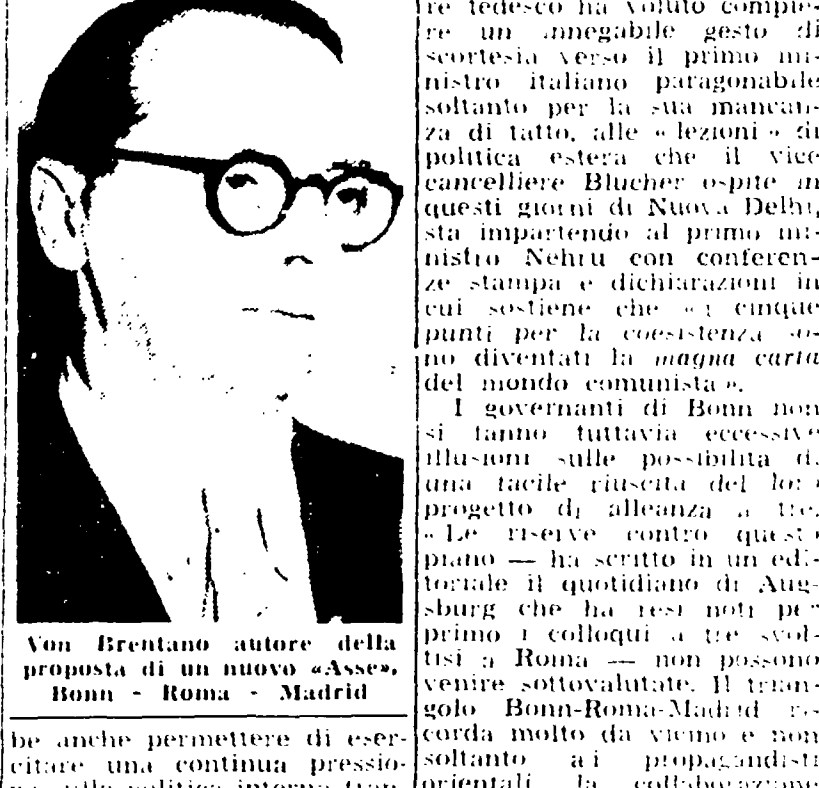 Von Brentano autore della
proposta di un nuovo «Asse».
Bonn - Roma - Madrid
be anche permettere di eser-
citare una continua pressio-
politica interna
re tedesco ha voluto compie-
re un innegabile gesto di
scortesia verso il primo mi-
nistro italiano paragonabile
soltanto per la sua mancan-
za di tatto, alle «lezioni» di
politica estera che il vice
cancelliere Blucher ospite in
questi giorni di Nuova Delhi,
sta impartendo al primo mi-
nistro Nehru con conferen-
ze stampa e dichiarazioni in
cui sostiene che «i cinque
punti per la coesistenza so-
no diventati la magna carta
del mondo comunista».
I governanti di Bonn non
si fanno tuttavia eccessive
illusioni sulle possibilità di
una facile riuscita del loro
progetto di alleanza a tre.
«Le riserve contro questo
piano — ha scritto in un edi-
toriale il quotidiano di Aug-
sburg che ha resi noti per
primo i colloqui a tre svol-
tisi a Roma — non possono
venire sottovalutate. Il trian-
golo Bonn-Roma-Madrid ri-
corda molto da vicino e non
soltanto ai propagandisti
orientali la collaborazione